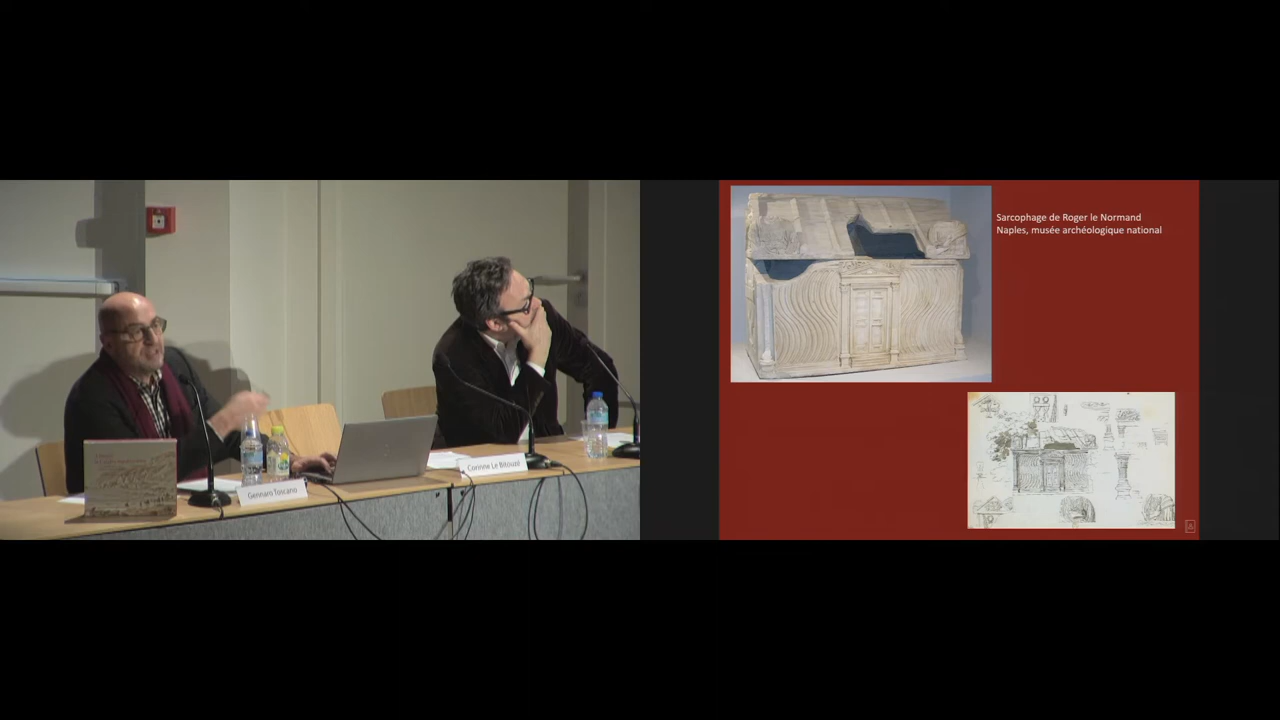 Sarcophage de Roger le Normand
Naples, musée archéologique national
Gennaro Toscano
Corinne Le Bitouzé